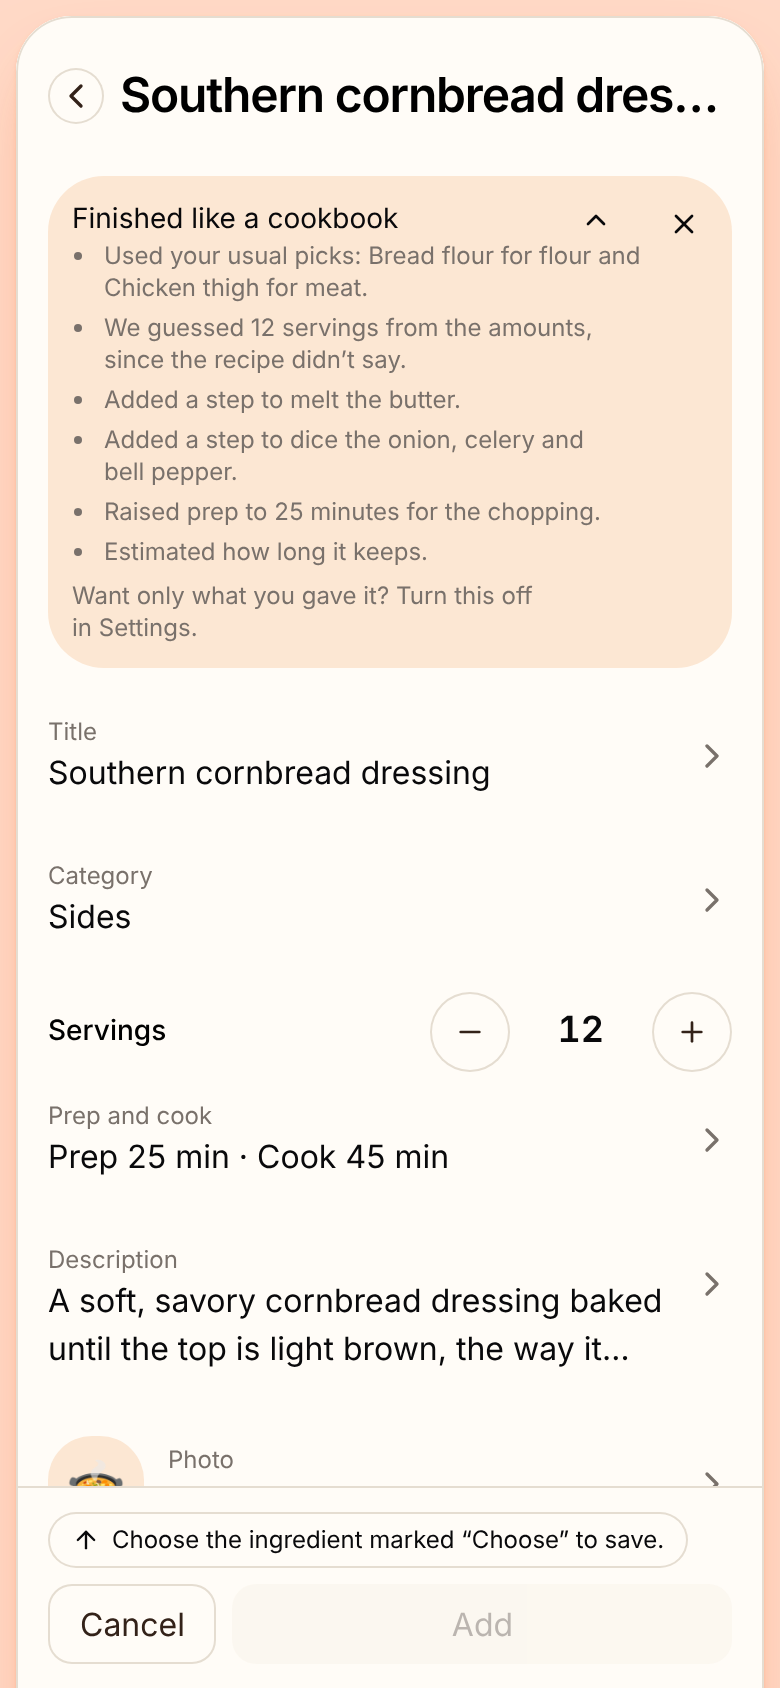 Southern cornbread dres...
Finished like a cookbook
• Used your usual picks: Bread flour for flour and
Chicken thigh for meat.
• We guessed 12 servings from the amounts,
since the recipe didn’t say.
• Added a step to melt the butter.
• Added a step to dice the onion, celery and
bell pepper.
• Raised prep to 25 minutes for the chopping.
• Estimated how long it keeps.
Want only what you gave it? Turn this off
in Settings.
Title
Southern cornbread dressing
Category
Sides
Servings
12
Prep and cook
Prep 25 min · Cook 45 min
Description
A soft, savory cornbread dressing baked
until the top is light brown, the way it...
Photo
Choose the ingredient marked “Choose” to save.
Cancel
Add